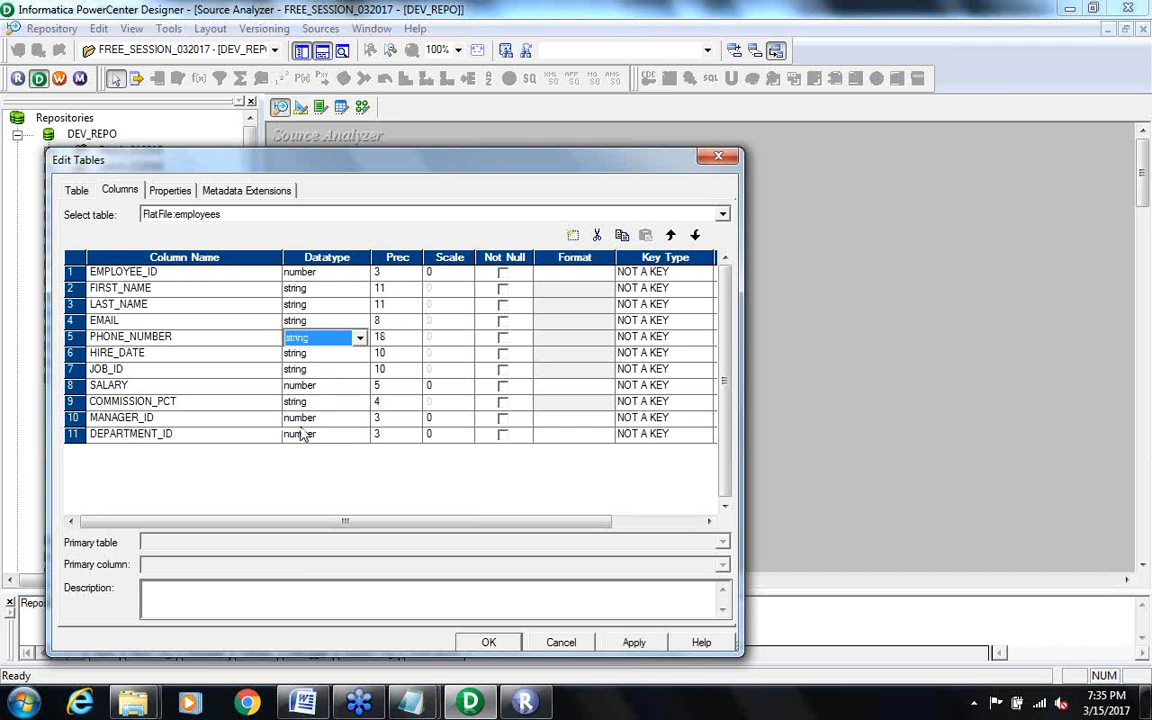 Informatica PowerCenter Designer - [Source Analyzer - FREE_SESSION_032017 - [DEV_REPO]]
Repository Edit View Tools Layout Versioning Sources Window Help
FREE_SESSION_032017 - [DEV_REP( 100%
R D W M SQ
Repositories
DEV_REPO
Source Analyzer
Edit Tables
Table Columns Properties Metadata Extensions
Select table: FlatFile:employees
Column Name Datatype Prec Scale Not Null Format Key Type
1 EMPLOYEE_ID number 3 0 NOT A KEY
2 FIRST_NAME string 11 0 NOT A KEY
3 LAST_NAME string 11 0 NOT A KEY
4 EMAIL string 8 0 NOT A KEY
5 PHONE_NUMBER string 18 0 NOT A KEY
6 HIRE_DATE string 10 0 NOT A KEY
7 JOB_ID string 10 0 NOT A KEY
8 SALARY number 5 0 NOT A KEY
9 COMMISSION_PCT string 4 0 NOT A KEY
10 MANAGER_ID number 3 0 NOT A KEY
11 DEPARTMENT_ID number 3 0 NOT A KEY
Primary table
Primary column:
Description:
Repo
OK Cancel Apply Help
Ready NUM
7:35 PM
3/15/2017